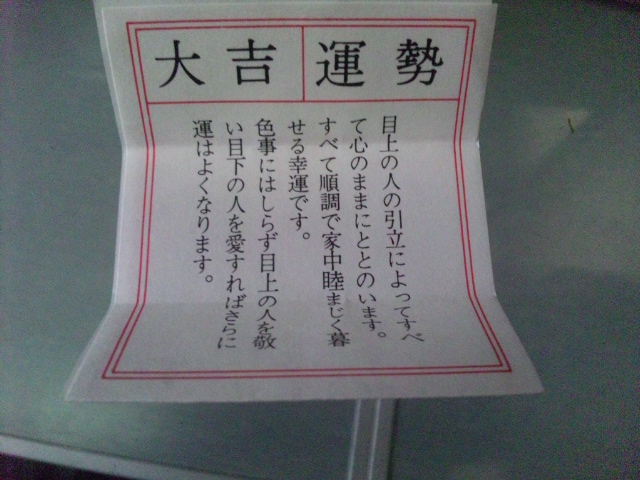 運勢
大吉
目上の人の引立によってすべ
て心のままにととのいます。
すべて順調で家中睦まじく暮
せる幸運です。
色事にはしらず目上の人を敬
い目下の人を愛すればさらに
運はよくなります。